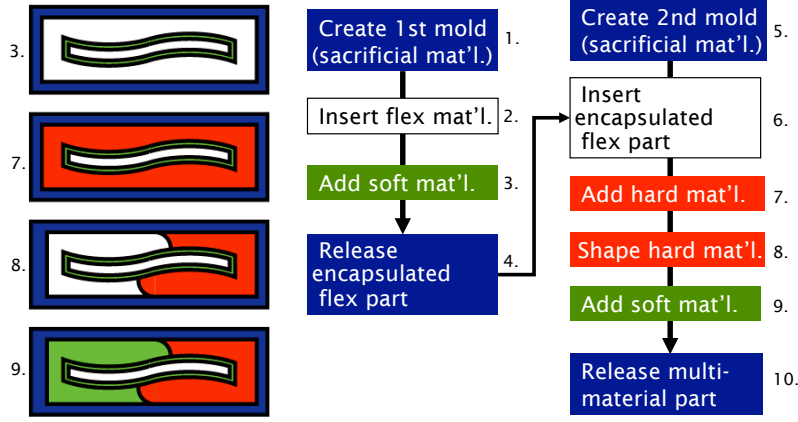 3.
7.
8.
9.
Create 1st mold
(sacrificial mat’l.)
1.
Insert flex mat’l.
2.
Add soft mat’l.
3.
Release
encapsulated
flex part
4.
Create 2nd mold
(sacrificial mat’l.)
5.
Insert
encapsulated
flex part
6.
Add hard mat’l.
7.
Shape hard mat’l.
8.
Add soft mat’l.
9.
Release multi-
material part
10.